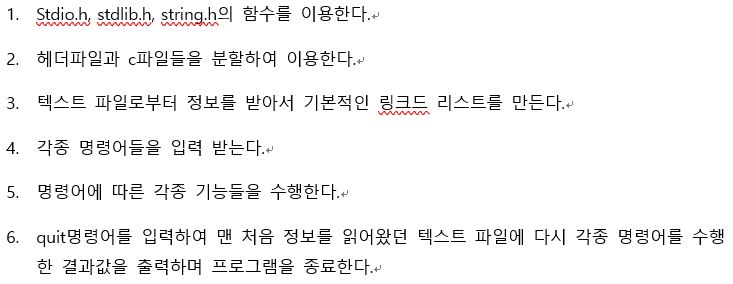 1. Stdio.h, stdlib.h, string.h의 함수를 이용한다.
2. 헤더파일과 c파일들을 분할하여 이용한다.
3. 텍스트 파일로부터 정보를 받아서 기본적인 링크드 리스트를 만든다.
4. 각종 명령어들을 입력 받는다.
5. 명령어에 따른 각종 기능들을 수행한다.
6. quit명령어를 입력하여 맨 처음 정보를 읽어왔던 텍스트 파일에 다시 각종 명령어를 수행
한 결과값을 출력하며 프로그램을 종료한다.